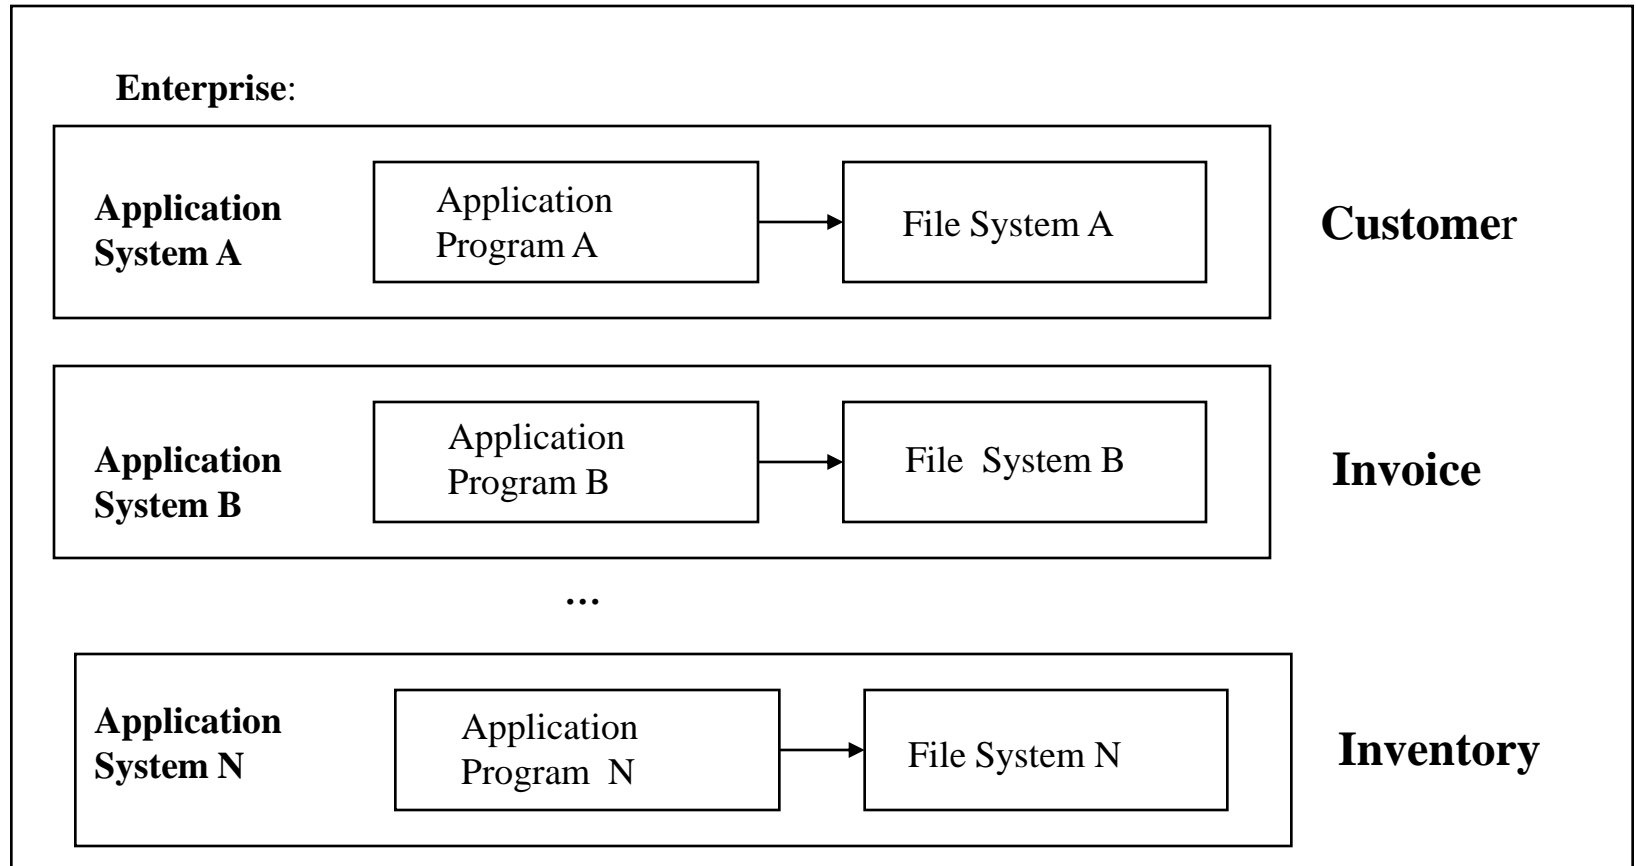 Enterprise:
Application
System A
Application
Program A
File System A
Customer
Application
System B
Application
Program B
File System B
Invoice
...
Application
System N
Application
Program N
File System N
Inventory